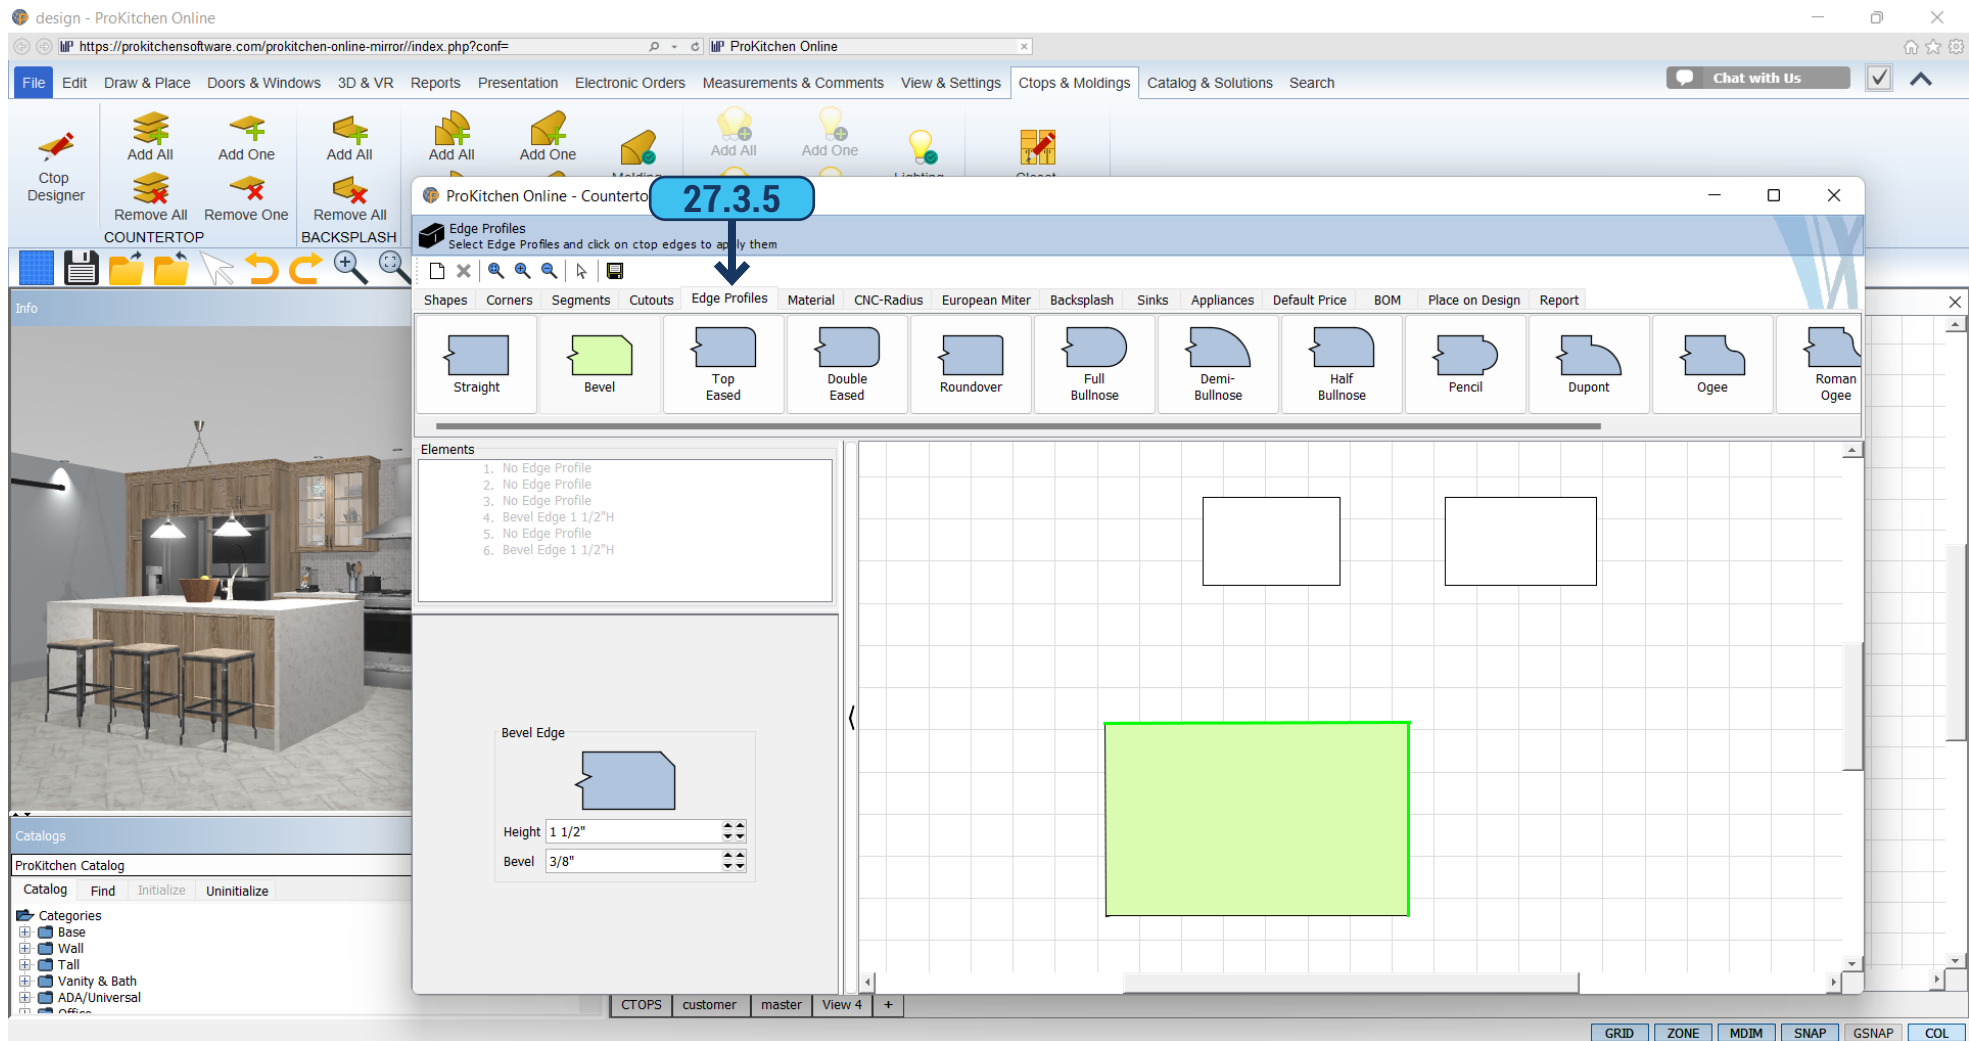 design - ProKitchen Online
https://prokitchensoftware.com/prokitchen-online-mirror//index.php?conf=
ProKitchen Online
File Edit Draw & Place Doors & Windows 3D & VR Reports Presentation Electronic Orders Measurements & Comments View & Settings Ctops & Moldings Catalog & Solutions Search
Chat with Us
Ctop
Designer
Add All Add One Add All Add All Add One Add All Add One
Remove All Remove One Remove All
COUNTERTOP BACKSPLASH
ProKitchen Online - Counterto
27.3.5
Edge Profiles
Select Edge Profiles and click on ctop edges to apply them
Shapes Corners Segments Cutouts Edge Profiles Material CNC-Radius European Miter Backsplash Sinks Appliances Default Price BOM Place on Design Report
Straight
Bevel
Top
Eased
Double
Eased
Roundover
Full
Bullnose
Demi-
Bullnose
Half
Bullnose
Pencil
Dupont
Ogee
Roman
Ogee
Info
Elements
1. No Edge Profile
2. No Edge Profile
3. No Edge Profile
4. Bevel Edge 1 1/2"H
5. No Edge Profile
6. Bevel Edge 1 1/2"H
Bevel Edge
Height 1 1/2"
Bevel 3/8"
Catalogs
ProKitchen Catalog
Catalog Find Initialize Uninitialize
Categories
Base
Wall
Tall
Vanity & Bath
ADA/Universal
CTOPS customer master View 4 +
GRID ZONE MDIM SNAP GSNAP COL